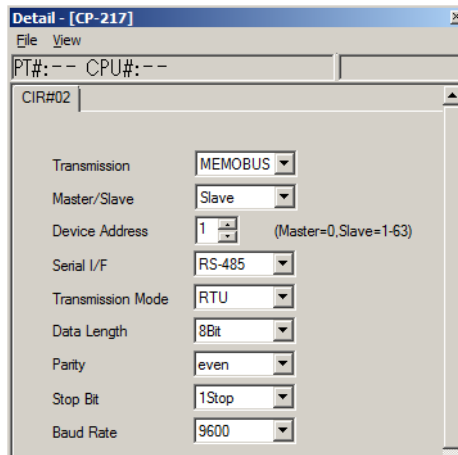 Detail - [CP-217]
File View
PT#:-- CPU#:--
CIR#02
Transmission MEMOBUS
Master/Slave Slave
Device Address 1 (Master=0,Slave=1-63)
Serial I/F RS-485
Transmission Mode RTU
Data Length 8Bit
Parity even
Stop Bit 1Stop
Baud Rate 9600